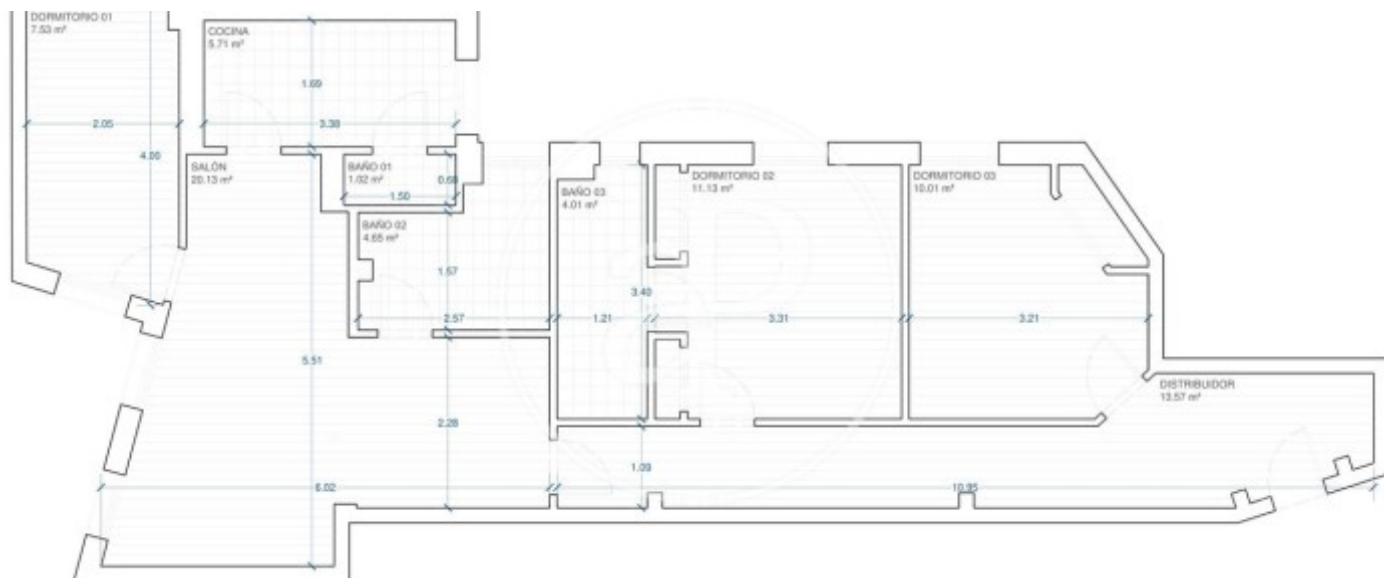 DORMITORIO 01
7.53 m²
COCINA
5.71 m²
1.69
2.05
3.38
4.00
SALÓN
20.13 m²
BAÑO 01
1.02 m²
0.68
1.50
BAÑO 02
4.65 m²
BAÑO 03
4.01 m²
DORMITORIO 02
11.13 m²
DORMITORIO 03
10.01 m²
1.57
3.40
2.57
1.21
3.31
3.21
5.51
DISTRIBUIDOR
13.57 m²
2.28
1.09
6.02
10.95